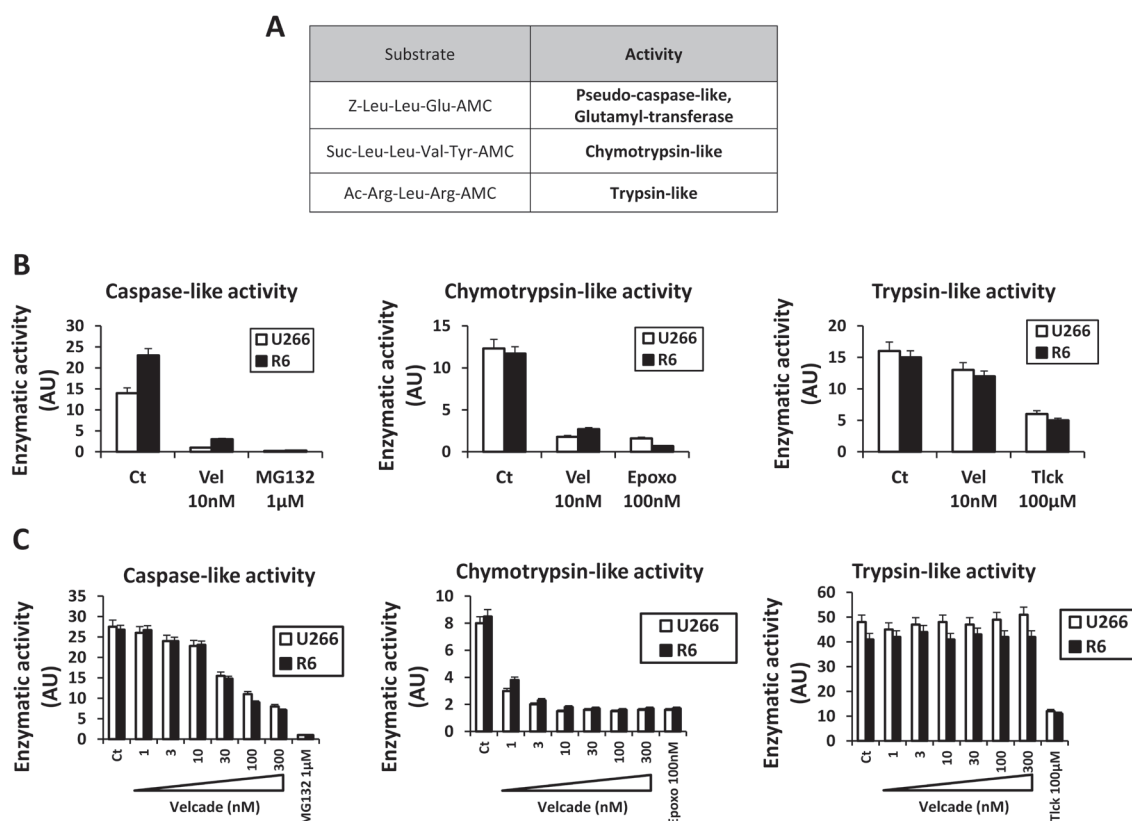 A
Substrate
Activity
Z-Leu-Leu-Glu-AMC
Pseudo-caspase-like,
Glutamyl-transferase
Suc-Leu-Leu-Val-Tyr-AMC
Chymotrypsin-like
Ac-Arg-Leu-Arg-AMC
Trypsin-like
B
Caspase-like activity
Enzymatic activity
(AU)
30
25
20
15
10
5
0
U266
R6
Ct
Vel
10nM
MG132
1µM
Chymotrypsin-like activity
Enzymatic activity
(AU)
15
10
5
0
U266
R6
Ct
Vel
10nM
Epoxo
100nM
Trypsin-like activity
Enzymatic activity
(AU)
20
15
10
5
0
U266
R6
Ct
Vel
10nM
Tlck
100µM
C
Caspase-like activity
Enzymatic activity
(AU)
35
30
25
20
15
10
5
0
U266
R6
Ct
1
3
10
30
100
300
MG132 1µM
Velcade (nM)
Chymotrypsin-like activity
Enzymatic activity
(AU)
10
8
6
4
2
0
U266
R6
Ct
1
3
10
30
100
300
Epoxo 100nM
Velcade (nM)
Trypsin-like activity
Enzymatic activity
(AU)
60
50
40
30
20
10
0
U266
R6
Ct
1
3
10
30
100
300
Tlck 100µM
Velcade (nM)